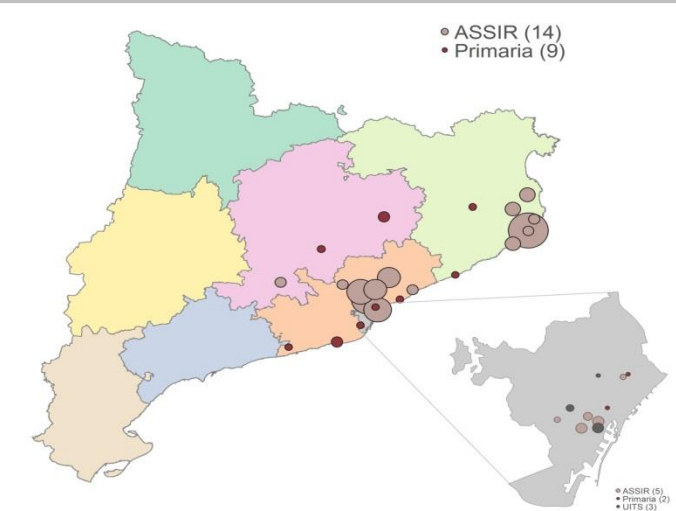 ASSIR (14)
Primaria (9)
ASSIR (5)
Primaria (2)
UITS (3)